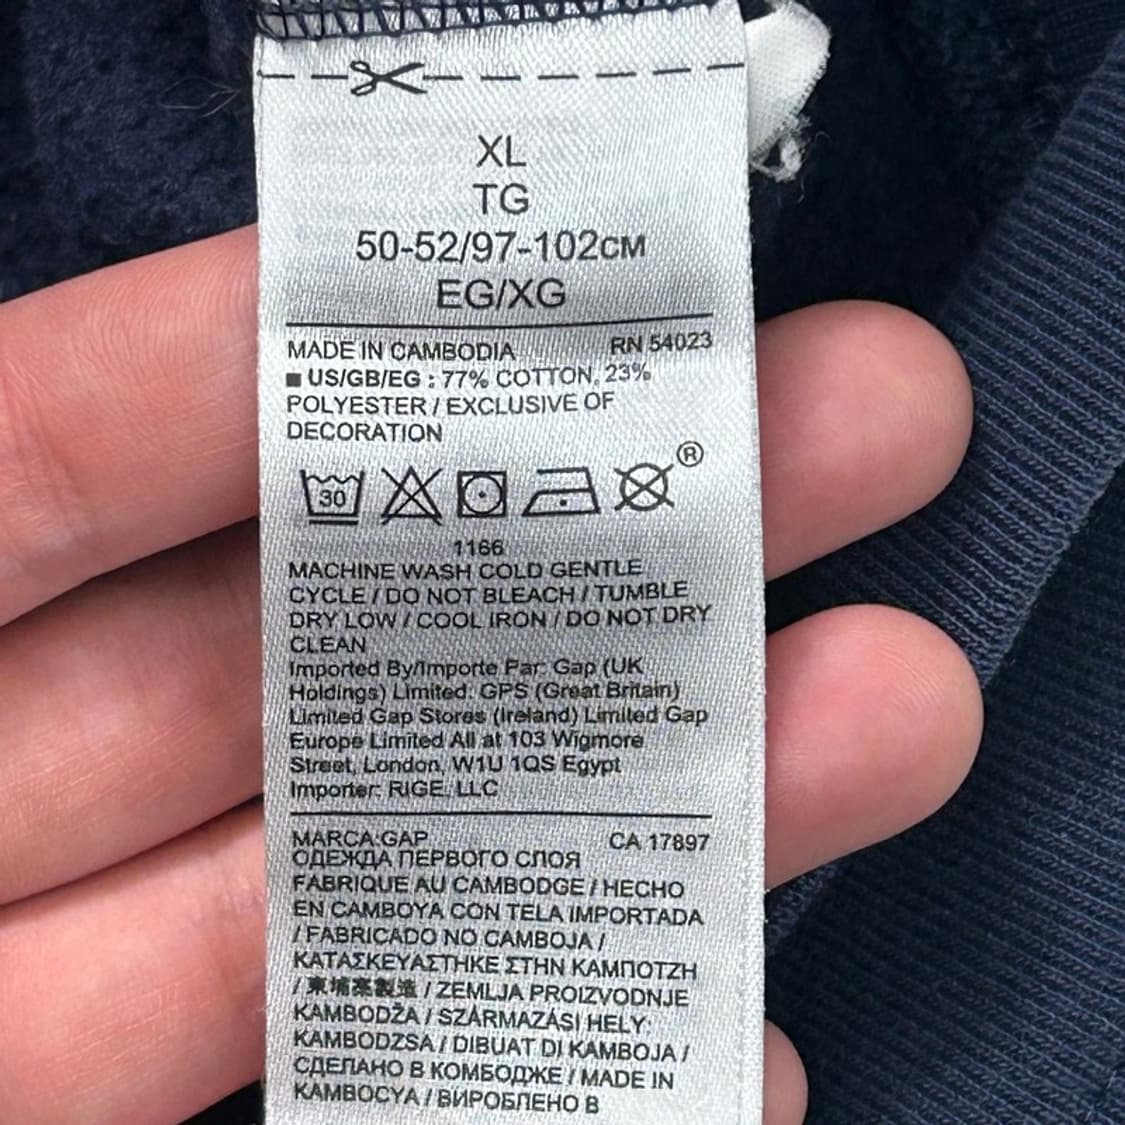 XL
TG
50-52/97-102CM
EG/XG
MADE IN CAMBODIA RN 54023
■ US/GB/EG : 77% COTTON, 23%
POLYESTER / EXCLUSIVE OF
DECORATION
30
®
1166
MACHINE WASH COLD GENTLE
CYCLE / DO NOT BLEACH / TUMBLE
DRY LOW / COOL IRON / DO NOT DRY
CLEAN
Imported By/Importe Par: Gap (UK
Holdings) Limited: GPS (Great Britain)
Limited Gap Stores (Ireland) Limited Gap
Europe Limited All at 103 Wigmore
Street, London, W1U 1QS Egypt
Importer: RIGE, LLC
MARCA:GAP CA 17897
ОДЕЖДА ПЕРВОГО СЛОЯ
FABRIQUE AU CAMBODGE / HECHO
EN CAMBOYA CON TELA IMPORTADA
/ FABRICADO NO CAMBOJA /
ΚΑΤΑΣΚΕΥΑΣΤΗΚΕ ΣΤΗΝ ΚΑΜΠΟΤΖΗ
/ 柬埔寨製造 / ZEMLJA PROIZVODNJE
KAMBODŽA / SZÁRMAZÁSI HELY:
KAMBODZSA / DIBUAT DI KAMBOJA /
СДЕЛАНО В КОМБОДЖЕ / MADE IN
KAMBOCYA / ВИРОБЛЕНО В